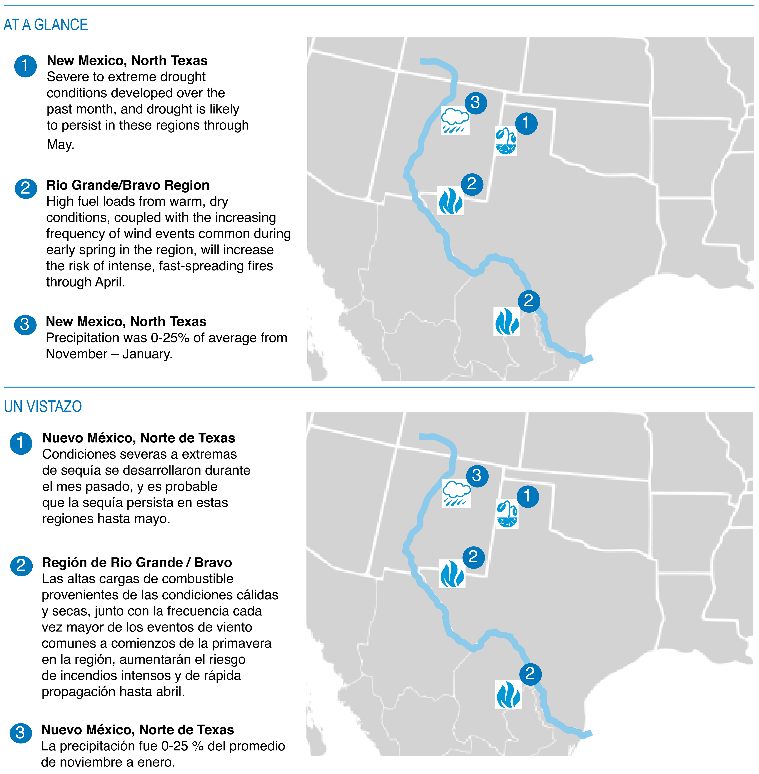 AT A GLANCE
1
New Mexico, North Texas
Severe to extreme drought
conditions developed over the
past month, and drought is likely
to persist in these regions through
May.
2
Rio Grande/Bravo Region
High fuel loads from warm, dry
conditions, coupled with the increasing
frequency of wind events common during
early spring in the region, will increase
the risk of intense, fast-spreading fires
through April.
3
New Mexico, North Texas
Precipitation was 0-25% of average from
November – January.
3
1
2
2
UN VISTAZO
1
Nuevo México, Norte de Texas
Condiciones severas a extremas
de sequía se desarrollaron durante
el mes pasado, y es probable
que la sequía persista en estas
regiones hasta mayo.
2
Región de Rio Grande / Bravo
Las altas cargas de combustible
provenientes de las condiciones cálidas
y secas, junto con la frecuencia cada
vez mayor de los eventos de viento
comunes a comienzos de la primavera
en la región, aumentarán el riesgo
de incendios intensos y de rápida
propagación hasta abril.
3
Nuevo México, Norte de Texas
La precipitación fue 0-25 % del promedio
de noviembre a enero.
3
1
2
2